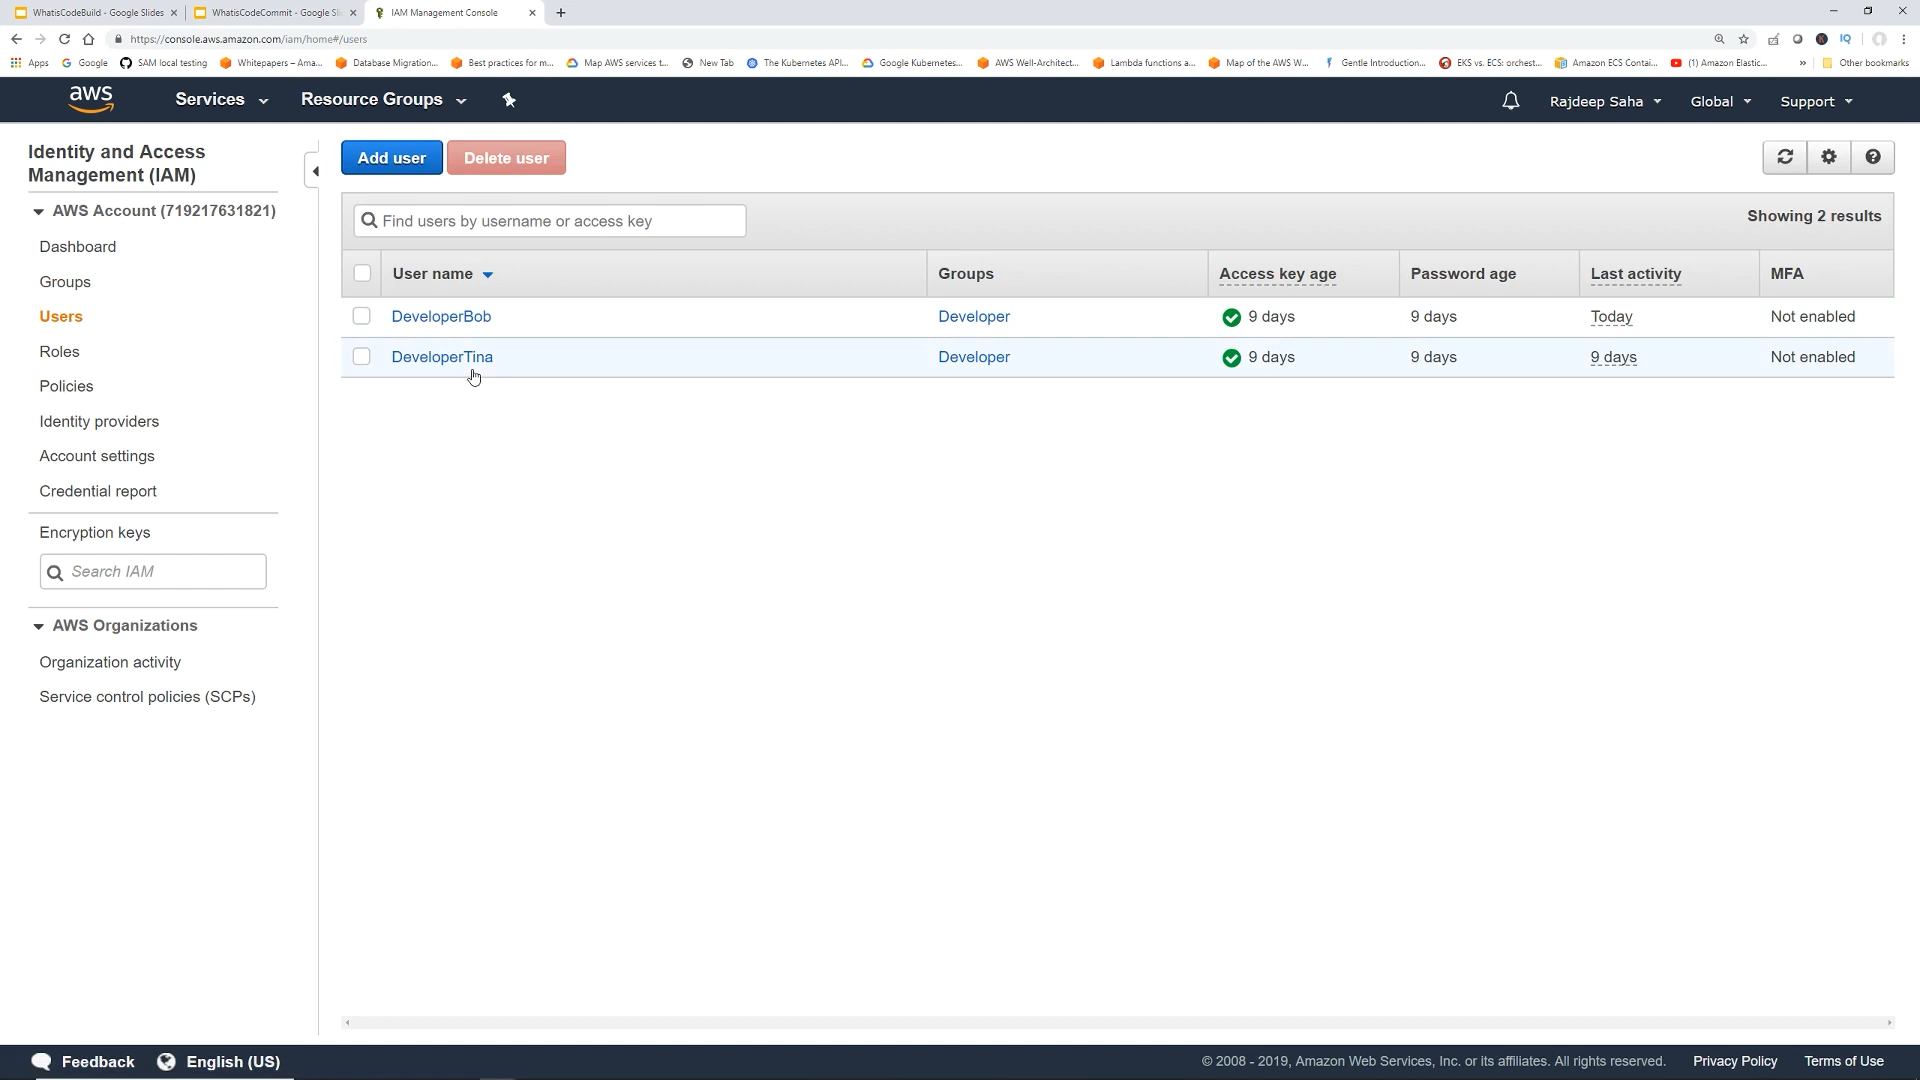 WhatisCodeBuild - Google Slides
WhatisCodeCommit - Google Sli
IAM Management Console
https://console.aws.amazon.com/iam/home#/users
Apps
Google
SAM local testing
Whitepapers – Ama...
Database Migration...
Best practices for m...
Map AWS services t...
New Tab
The Kubernetes API...
Google Kubernetes...
AWS Well-Architect...
Lambda functions a...
Map of the AWS W...
Gentle Introduction...
EKS vs. ECS: orchest...
Amazon ECS Contai...
(1) Amazon Elastic...
»
Other bookmarks
aws
Services
Resource Groups
Rajdeep Saha
Global
Support
Identity and Access
Management (IAM)
AWS Account (719217631821)
Dashboard
Groups
Users
Roles
Policies
Identity providers
Account settings
Credential report
Encryption keys
Search IAM
AWS Organizations
Organization activity
Service control policies (SCPs)
Add user
Delete user
Find users by username or access key
Showing 2 results
User name Groups Access key age Password age Last activity MFA
DeveloperBob Developer 9 days 9 days Today Not enabled
DeveloperTina Developer 9 days 9 days 9 days Not enabled
Feedback
English (US)
© 2008 - 2019, Amazon Web Services, Inc. or its affiliates. All rights reserved.
Privacy Policy
Terms of Use